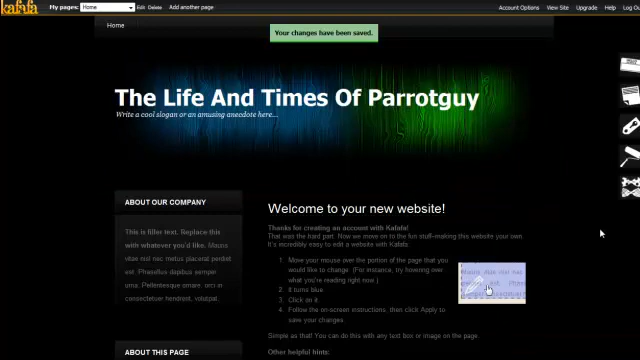 kafafa
My pages: Home Edit Delete Add another page Account Options View Site Upgrade Help Log Ou
Home
Your changes have been saved.
The Life And Times Of Parrotguy
Write a cool slogan or an amusing anecdote here...
ABOUT OUR COMPANY
This is filler text. Replace this
with whatever you'd like. Mauris
vitae nisl nec metus placerat perdiet
est. Phasellus dapibus semper
urna. Pellentesque ornare, orci in
consectetuer hendrerit, volutpat.
ABOUT THIS PAGE
Welcome to your new website!
Thanks for creating an account with Kafafa!
That was the hard part. Now we move on to the fun stuff–making this website your own.
It's incredibly easy to edit a website with Kafafa:
1. Move your mouse over the portion of the page that you
would like to change. (For instance, try hovering over
what you're reading right now.)
2. It turns blue
3. Click on it
4. Follow the on-screen instructions, then click Apply to
save your changes.
Simple as that! You can do this with any text box or image on the page.
Other helpful hints: